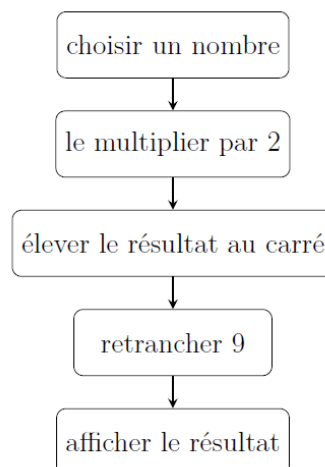 choisir un nombre
le multiplier par 2
élever le résultat au carré
retrancher 9
afficher le résultat